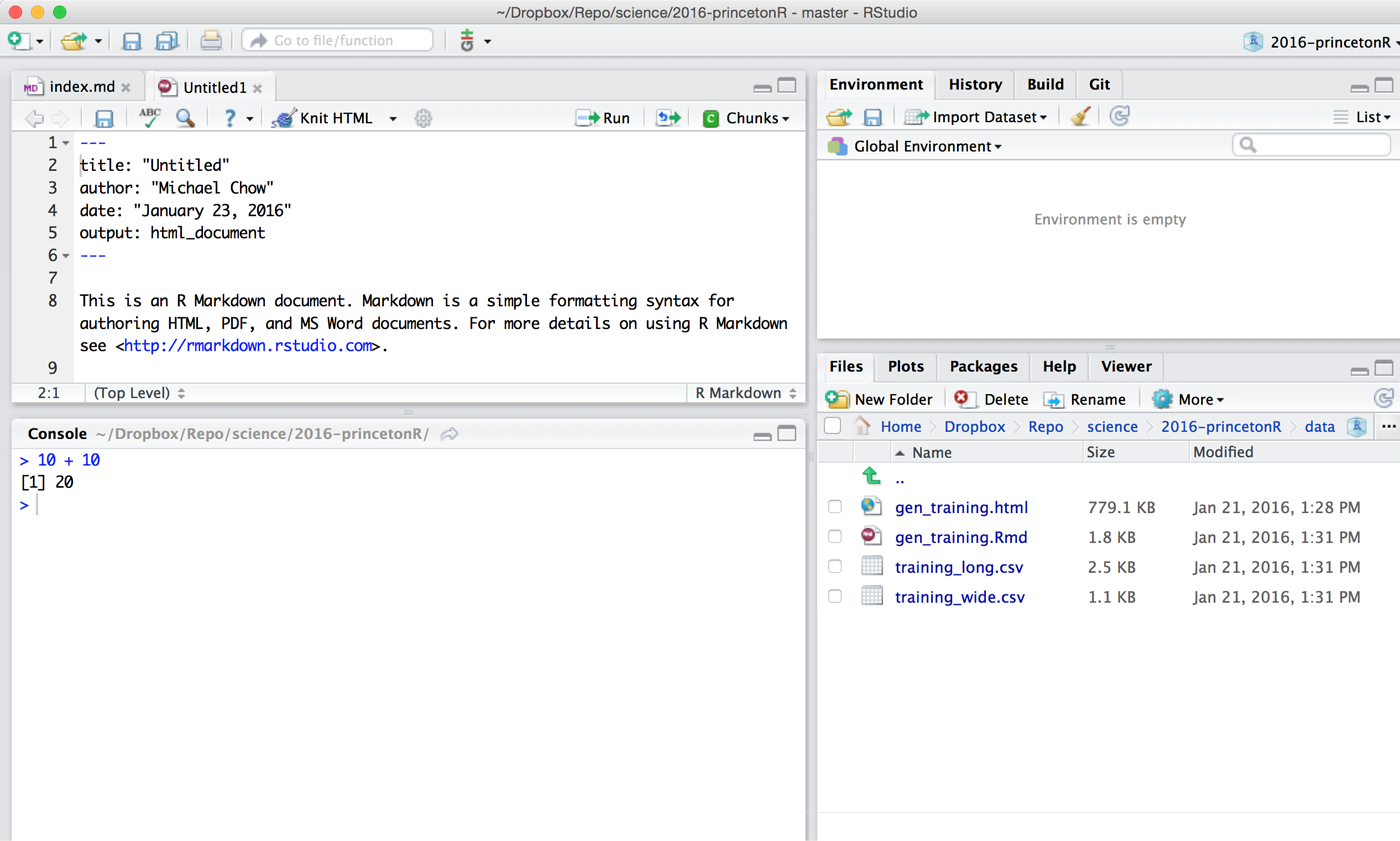 ~/Dropbox/Repo/science/2016-princetonR - master - RStudio
Go to file/function
2016-princetonR
index.md
Untitled1
ABC
Knit HTML
Run
Chunks
1 ---
2 title: "Untitled"
3 author: "Michael Chow"
4 date: "January 23, 2016"
5 output: html_document
6 ---
7
8 This is an R Markdown document. Markdown is a simple formatting syntax for
authoring HTML, PDF, and MS Word documents. For more details on using R Markdown
see <http://rmarkdown.rstudio.com>.
9
2:1 (Top Level) R Markdown
Console ~/Dropbox/Repo/science/2016-princetonR/
> 10 + 10
[1] 20
>
Environment History Build Git
Import Dataset List
Global Environment
Environment is empty
Files Plots Packages Help Viewer
New Folder Delete Rename More
Home Dropbox Repo science 2016-princetonR data ...
Name Size Modified
..
gen_training.html 779.1 KB Jan 21, 2016, 1:28 PM
gen_training.Rmd 1.8 KB Jan 21, 2016, 1:31 PM
training_long.csv 2.5 KB Jan 21, 2016, 1:31 PM
training_wide.csv 1.1 KB Jan 21, 2016, 1:31 PM